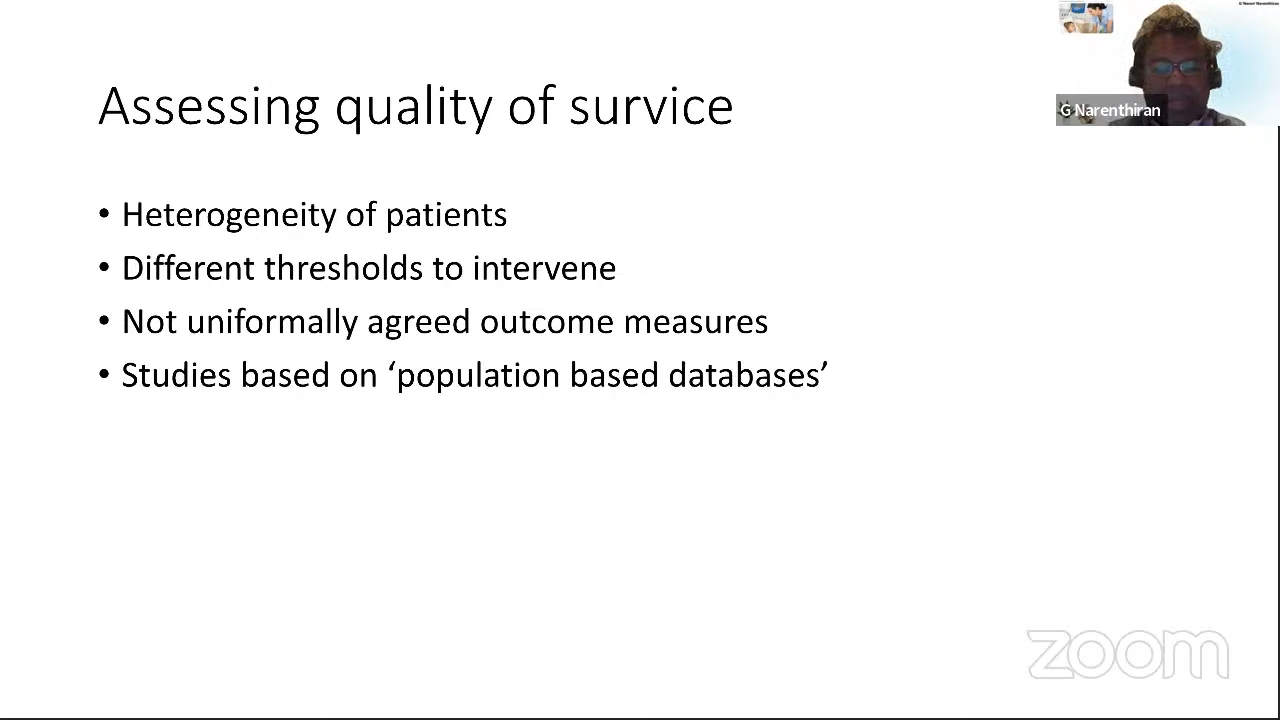 Assessing quality of survice
• Heterogeneity of patients
• Different thresholds to intervene
• Not uniformally agreed outcome measures
• Studies based on ‘population based databases’
G Narenthiran
zoom